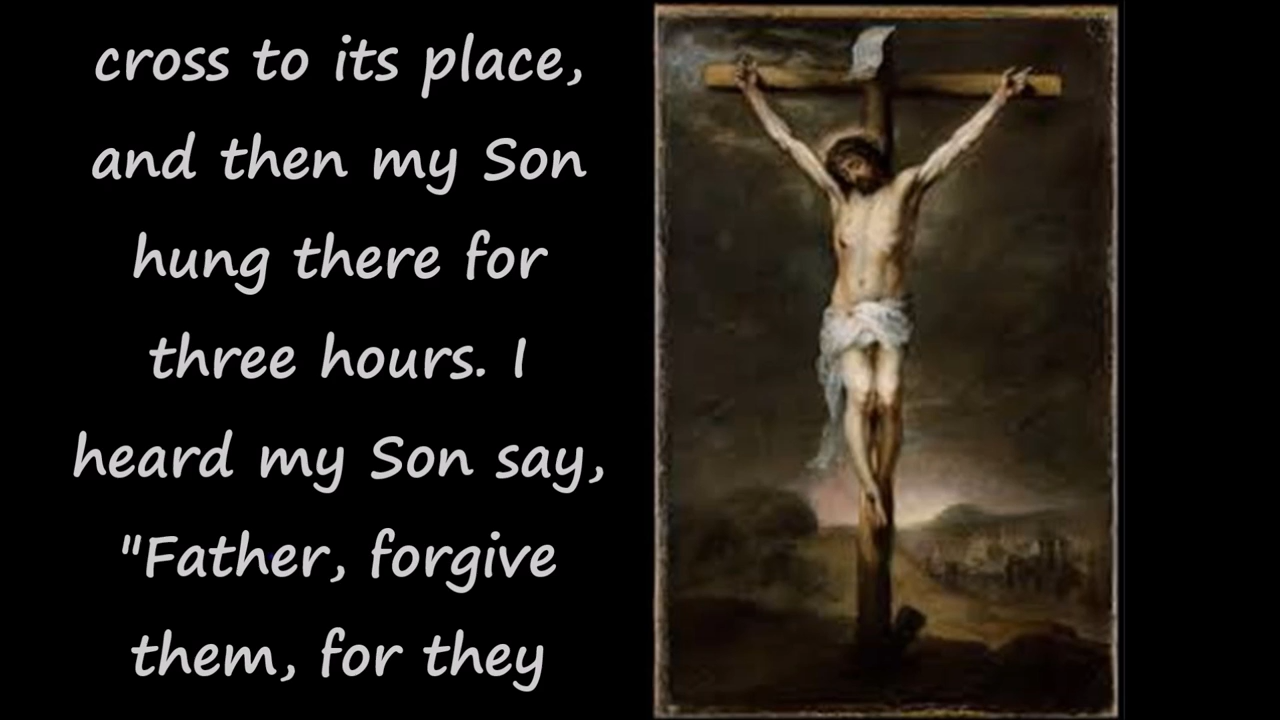 cross to its place,
and then my Son
hung there for
three hours. I
heard my Son say,
"Father, forgive
them, for they